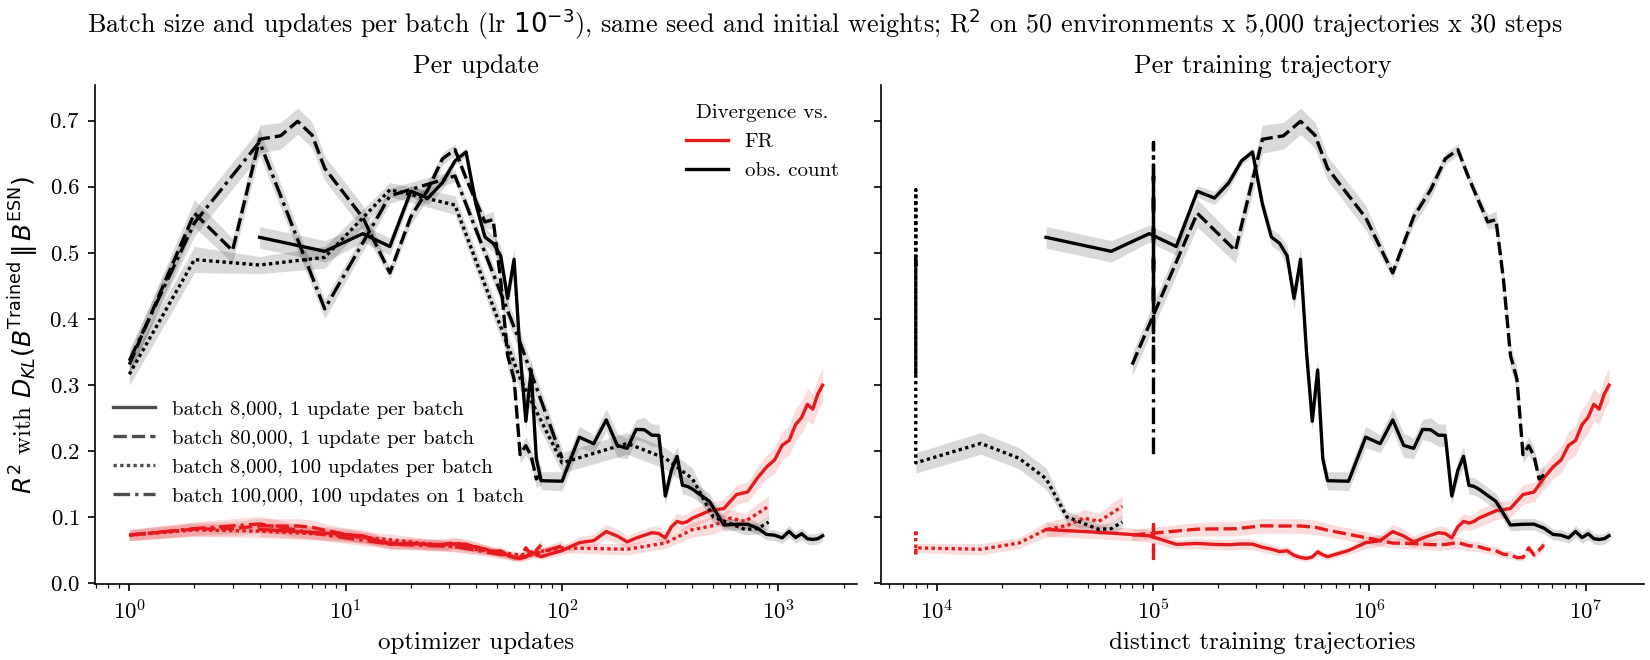 Batch size and updates per batch (lr 10⁻³), same seed and initial weights; R² on 50 environments x 5,000 trajectories x 30 steps
Per update
Per training trajectory
R² with D_KL(B^Trained ∥ B^ESN)
0.7
0.6
0.5
0.4
0.3
0.2
0.1
0.0
Divergence vs.
FR
obs. count
batch 8,000, 1 update per batch
batch 80,000, 1 update per batch
batch 8,000, 100 updates per batch
batch 100,000, 100 updates on 1 batch
10⁰ 10¹ 10² 10³
10⁴ 10⁵ 10⁶ 10⁷
optimizer updates
distinct training trajectories